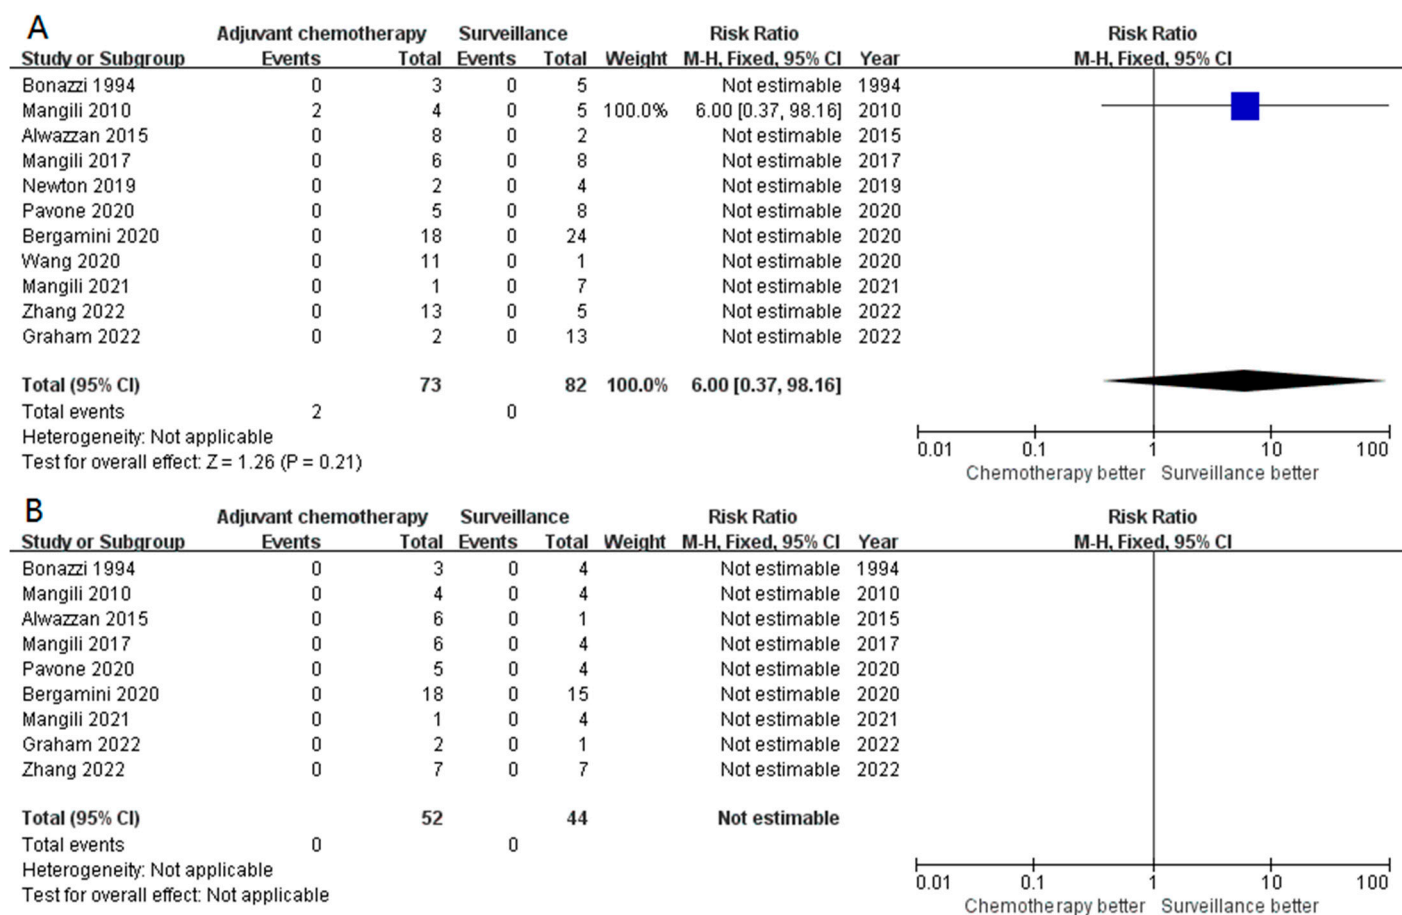 A
Adjuvant chemotherapy Surveillance Risk Ratio Risk Ratio
Study or Subgroup Events Total Events Total Weight M-H, Fixed, 95% CI Year M-H, Fixed, 95% CI
Bonazzi 1994 0 3 0 5 Not estimable 1994
Mangili 2010 2 4 0 5 100.0% 6.00 [0.37, 98.16] 2010
Alwazzan 2015 0 8 0 2 Not estimable 2015
Mangili 2017 0 6 0 8 Not estimable 2017
Newton 2019 0 2 0 4 Not estimable 2019
Pavone 2020 0 5 0 8 Not estimable 2020
Bergamini 2020 0 18 0 24 Not estimable 2020
Wang 2020 0 11 0 1 Not estimable 2020
Mangili 2021 0 1 0 7 Not estimable 2021
Zhang 2022 0 13 0 5 Not estimable 2022
Graham 2022 0 2 0 13 Not estimable 2022
Total (95% CI) 73 82 100.0% 6.00 [0.37, 98.16]
Total events 2 0
Heterogeneity: Not applicable
Test for overall effect: Z = 1.26 (P = 0.21)
0.01 0.1 1 10 100
Chemotherapy better Surveillance better
B
Adjuvant chemotherapy Surveillance Risk Ratio Risk Ratio
Study or Subgroup Events Total Events Total Weight M-H, Fixed, 95% CI Year M-H, Fixed, 95% CI
Bonazzi 1994 0 3 0 4 Not estimable 1994
Mangili 2010 0 4 0 4 Not estimable 2010
Alwazzan 2015 0 6 0 1 Not estimable 2015
Mangili 2017 0 6 0 4 Not estimable 2017
Pavone 2020 0 5 0 4 Not estimable 2020
Bergamini 2020 0 18 0 15 Not estimable 2020
Mangili 2021 0 1 0 4 Not estimable 2021
Graham 2022 0 2 0 1 Not estimable 2022
Zhang 2022 0 7 0 7 Not estimable 2022
Total (95% CI) 52 44 Not estimable
Total events 0 0
Heterogeneity: Not applicable
Test for overall effect: Not applicable
0.01 0.1 1 10 100
Chemotherapy better Surveillance better